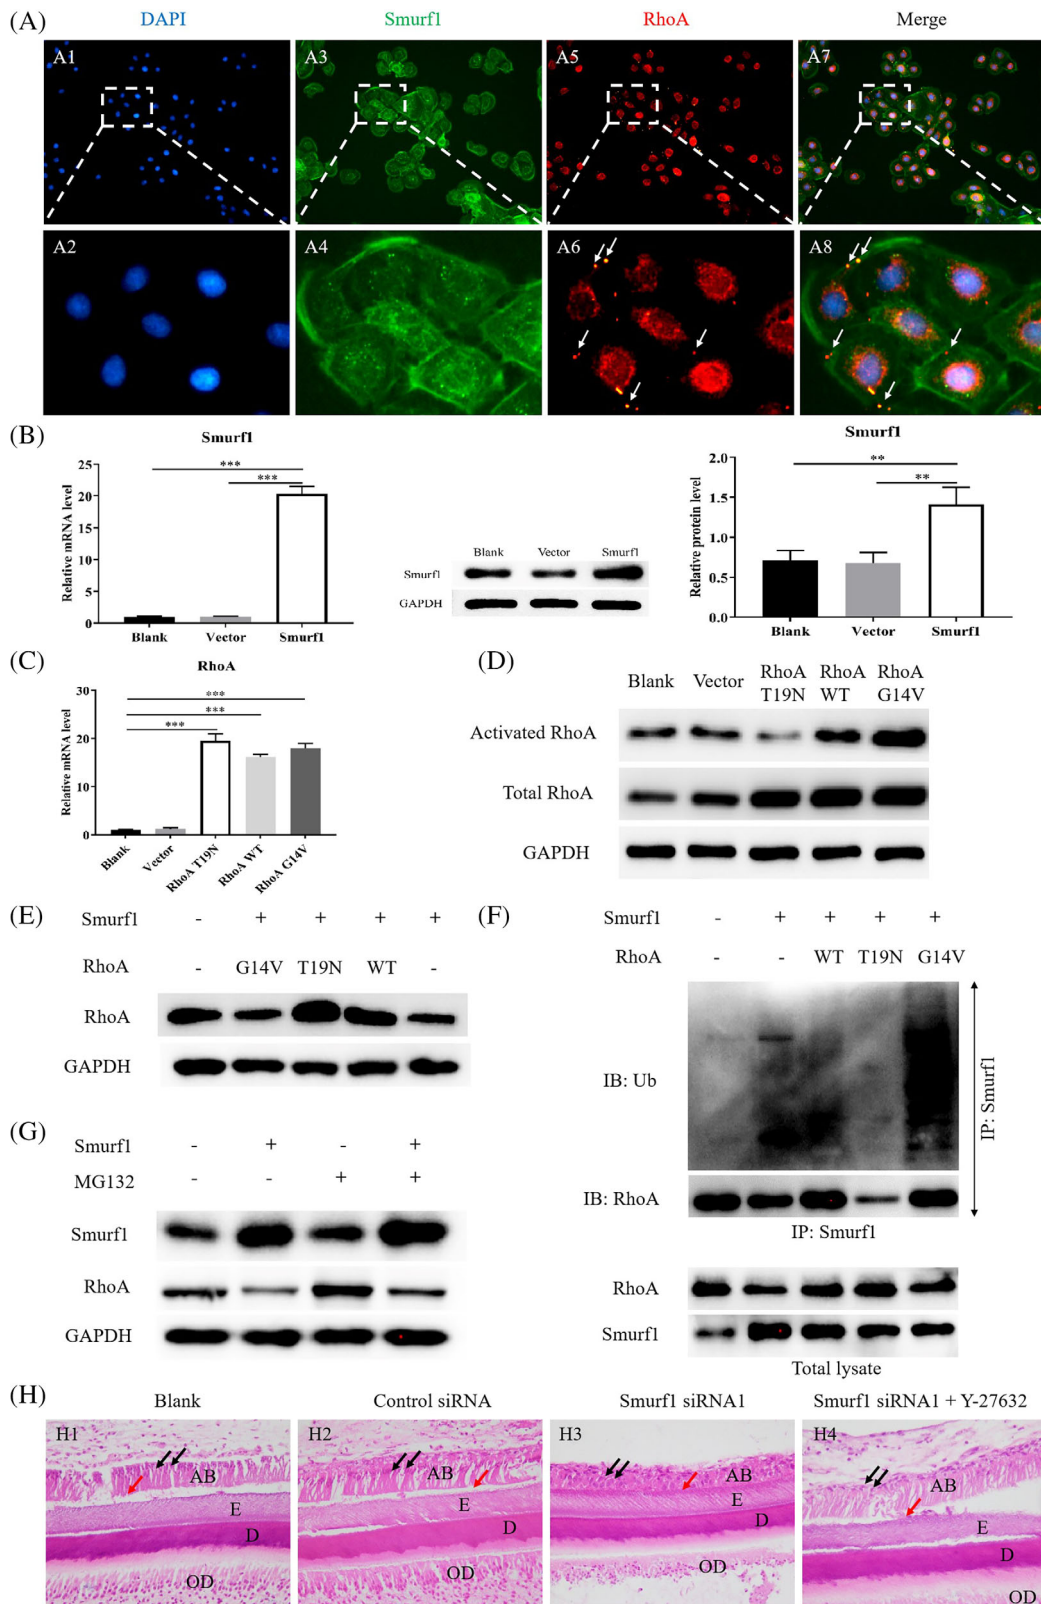 (A) DAPI Smurf1 RhoA Merge
A1 A3 A5 A7
A2 A4 A6 A8
(B)
Smurf1
Relative mRNA level
25
20
15
10
5
0
*** ***
Blank Vector Smurf1
Blank Vector Smurf1
Smurf1
GAPDH
Smurf1
Relative protein level
2.0
1.5
1.0
0.5
0.0
** **
Blank Vector Smurf1
(C)
RhoA
Relative mRNA level
30
20
10
0
***
***
***
Blank Vector RhoA T19N RhoA WT RhoA G14V
(D)
Blank Vector RhoA T19N RhoA WT RhoA G14V
Activated RhoA
Total RhoA
GAPDH
(E)
Smurf1 - + + + +
RhoA - G14V T19N WT -
RhoA
GAPDH
(F)
Smurf1 - + + + +
RhoA - - WT T19N G14V
IB: Ub
IP: Smurf1
IB: RhoA
IP: Smurf1
RhoA
Smurf1
Total lysate
(G)
Smurf1 - + - +
MG132 - - + +
Smurf1
RhoA
GAPDH
(H) Blank Control siRNA Smurf1 siRNA1 Smurf1 siRNA1 + Y-27632
H1 H2 H3 H4
AB AB AB AB
E E E E
D D D D
OD OD OD OD